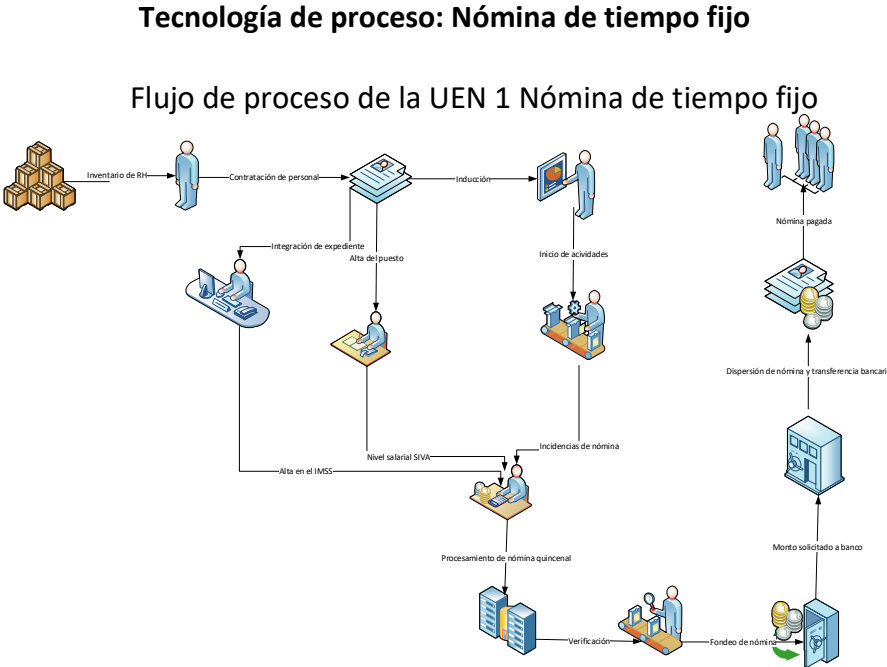 Tecnología de proceso: Nómina de tiempo fijo
Flujo de proceso de la UEN 1 Nómina de tiempo fijo
Inventario de RH
Contratación de personal
Inducción
Nómina pagada
Integración de expediente
Alta del puesto
Inicio de acividades
Dispersión de nómina y transferencia bancari
Incidencias de nómina
Nivel salarial SIVA
Alta en el IMSS
Monto solicitado a banco
Procesamiento de nómina quincenal
Verificación
Fondeo de nómina